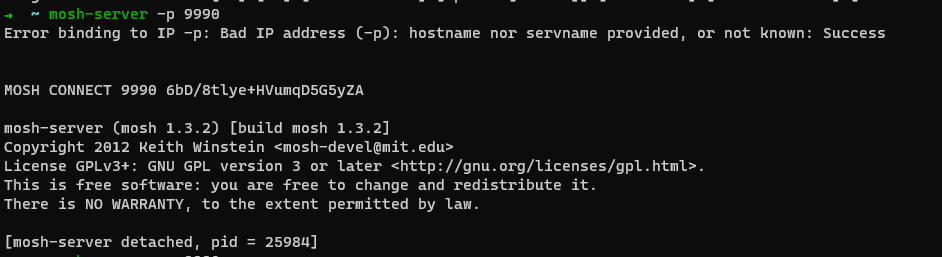 → ~ mosh-server -p 9990
Error binding to IP -p: Bad IP address (-p): hostname nor servname provided, or not known: Success
MOSH CONNECT 9990 6bD/8tlye+HVumqD5G5yZA
mosh-server (mosh 1.3.2) [build mosh 1.3.2]
Copyright 2012 Keith Winstein <mosh-devel@mit.edu>
License GPLv3+: GNU GPL version 3 or later <http://gnu.org/licenses/gpl.html>.
This is free software: you are free to change and redistribute it.
There is NO WARRANTY, to the extent permitted by law.
[mosh-server detached, pid = 25984]